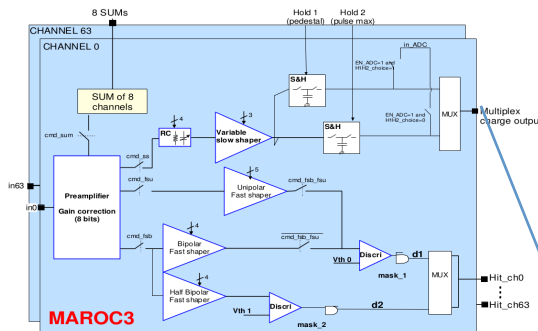 8 SUMs
Hold 1
(pedestal)
Hold 2
(pulse max)
CHANNEL 63
CHANNEL 0
in_ADC
EN_ADC=1 and
H1H2_choice=1
S&H
SUM of 8
channels
4
3
RC
Variable
slow shaper
S&H
EN_ADC=1 and
H1H2_choice=0
MUX
Multiplex
coarge output
cmd_sum
cmd_ss
cmd_fsu
5
in63
in0
Preamplifier
Gain correction
(8 bits)
Unipolar
Fast shaper
cmd_fsb_fsu
cmd_fsb
4
Bipolar
Fast shaper
cmd_fsb_fsu
Vth 0
Discri
d1
mask_1
MUX
Hit_ch0
Hit_ch63
4
Half Bipolar
Fast shaper
Vth 1
Discri
d2
mask_2
MAROC3